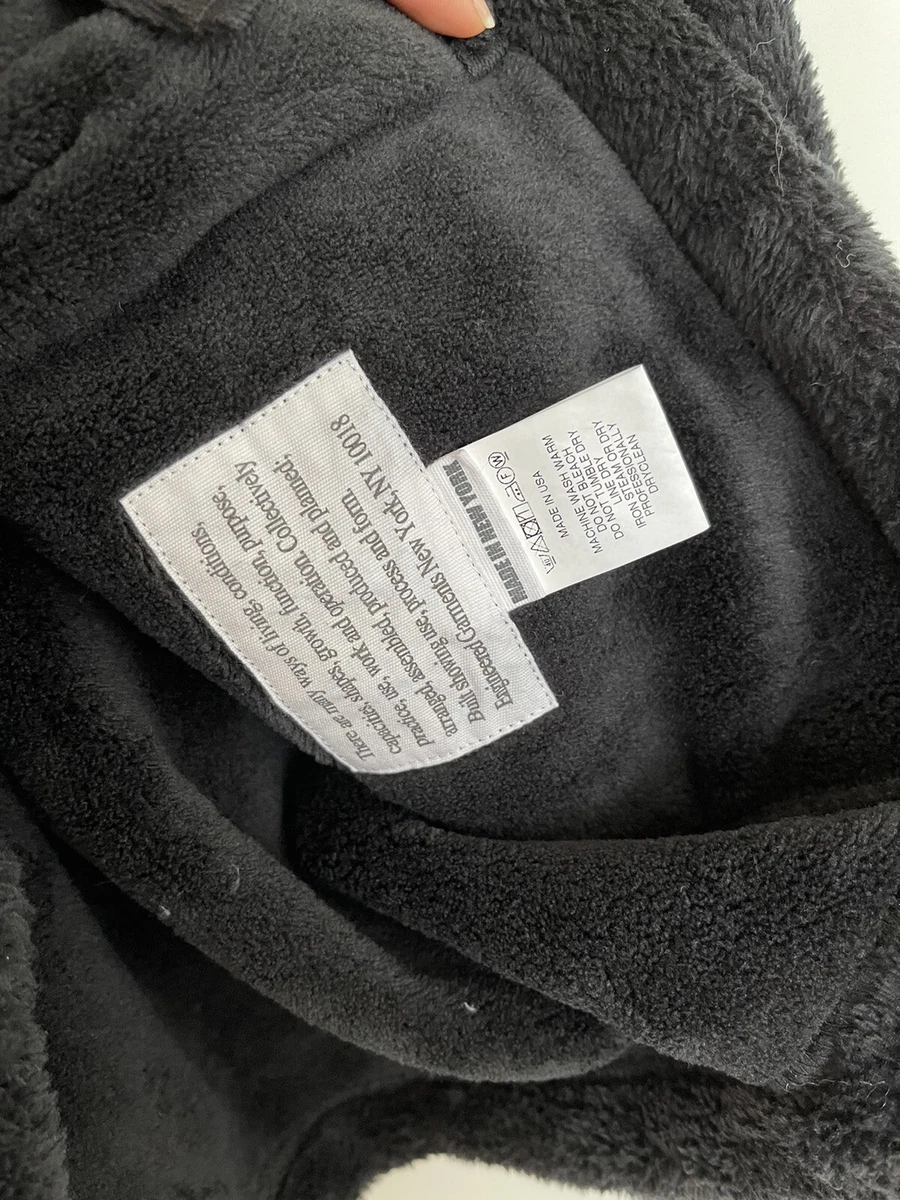 There are many ways of living, conditions,
capacities, shapes, growth, function, purpose,
practice, use, work and operation. Collectively
arranged, assembled, produced and planned:
Built showing use, process and form.
Engineered Garments New York, NY 10018
MADE IN NEW YORK
40
F W
MADE IN USA
MACHINE WASH WARM
DO NOT BLEACH
DO NOT TUMBLE DRY
LINE DRY
IRON STEAM OR DRY
PROFESSIONALLY
DRYCLEAN